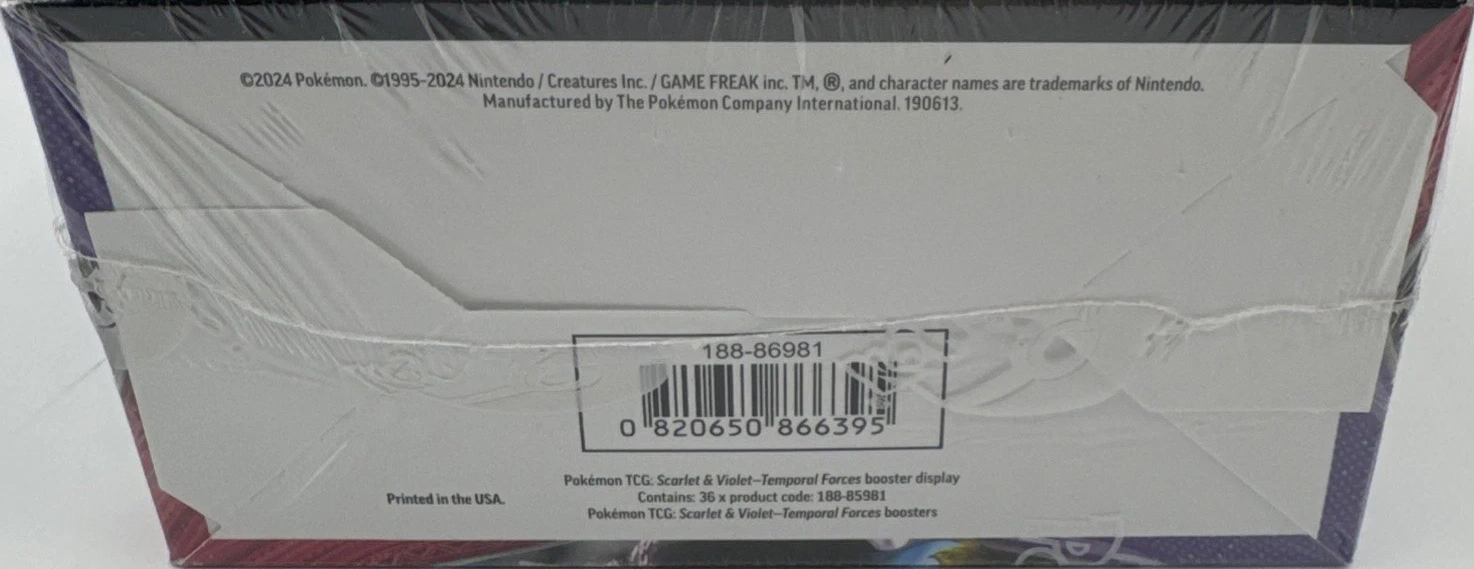 ©2024 Pokémon. ©1995–2024 Nintendo / Creatures Inc. / GAME FREAK inc. TM, ®, and character names are trademarks of Nintendo.
Manufactured by The Pokémon Company International. 190613.
188-86981
0 820650 866395
Pokémon TCG: Scarlet & Violet—Temporal Forces booster display
Printed in the USA.
Contains: 36 x product code: 188-85981
Pokémon TCG: Scarlet & Violet—Temporal Forces boosters